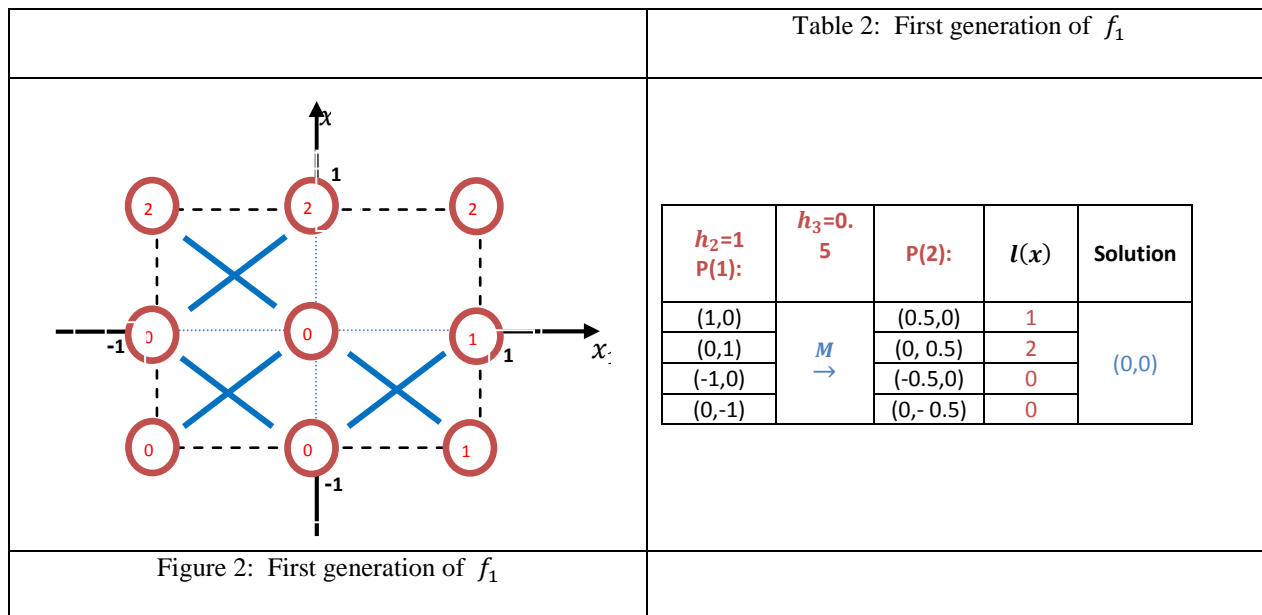 Table 2: First generation of f₁
x
1
2 2 2
0 0 1
-1 1
x₁
0 0 1
-1
Figure 2: First generation of f₁
h₂=1 P(1): h₃=0.5 P(2): l(x) Solution
(1,0) (0.5,0) 1
(0,1) M → (0, 0.5) 2 (0,0)
(-1,0) (-0.5,0) 0
(0,-1) (0,- 0.5) 0